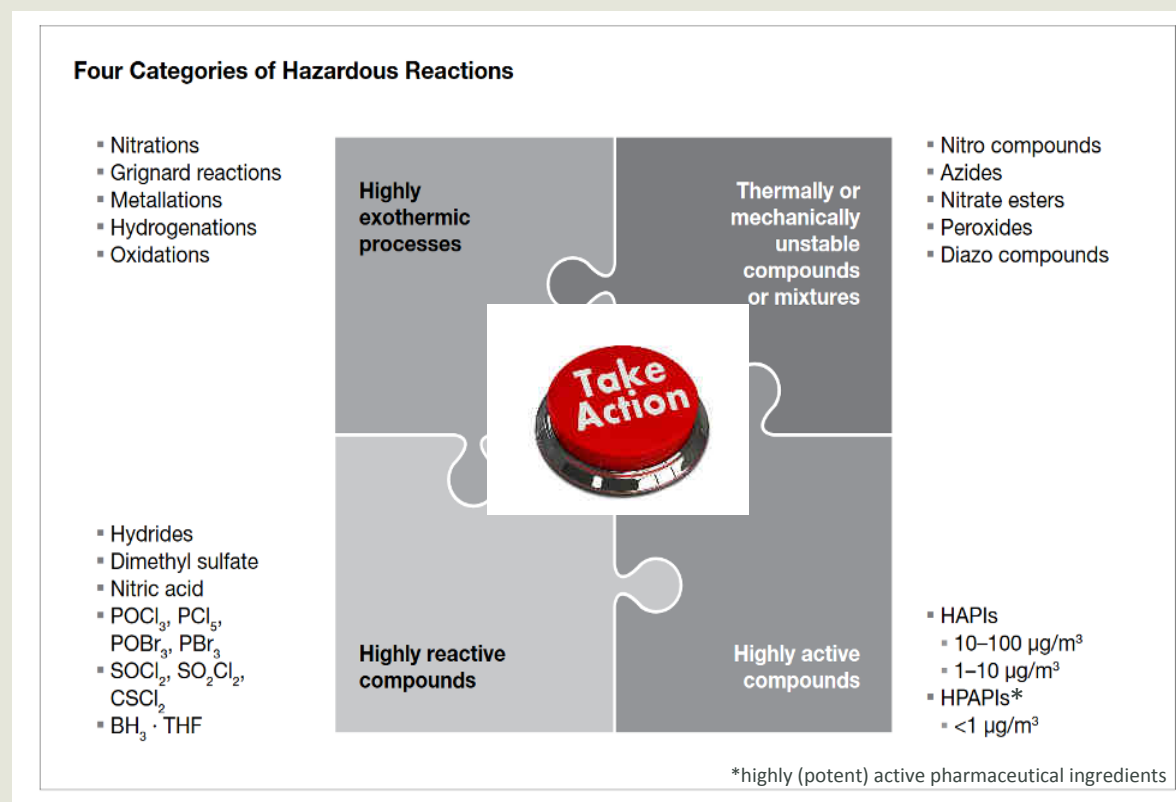 Four Categories of Hazardous Reactions
▪ Nitrations
▪ Grignard reactions
▪ Metallations
▪ Hydrogenations
▪ Oxidations
Highly
exothermic
processes
Thermally or
mechanically
unstable
compounds
or mixtures
▪ Nitro compounds
▪ Azides
▪ Nitrate esters
▪ Peroxides
▪ Diazo compounds
Take
Action
▪ Hydrides
▪ Dimethyl sulfate
▪ Nitric acid
▪ POCl₃, PCl₅,
POBr₃, PBr₃
▪ SOCl₂, SO₂Cl₂,
CSCl₂
▪ BH₃ · THF
Highly reactive
compounds
Highly active
compounds
▪ HAPIs
▪ 10–100 µg/m³
▪ 1–10 µg/m³
▪ HPAPIs*
▪ <1 µg/m³
*highly (potent) active pharmaceutical ingredients